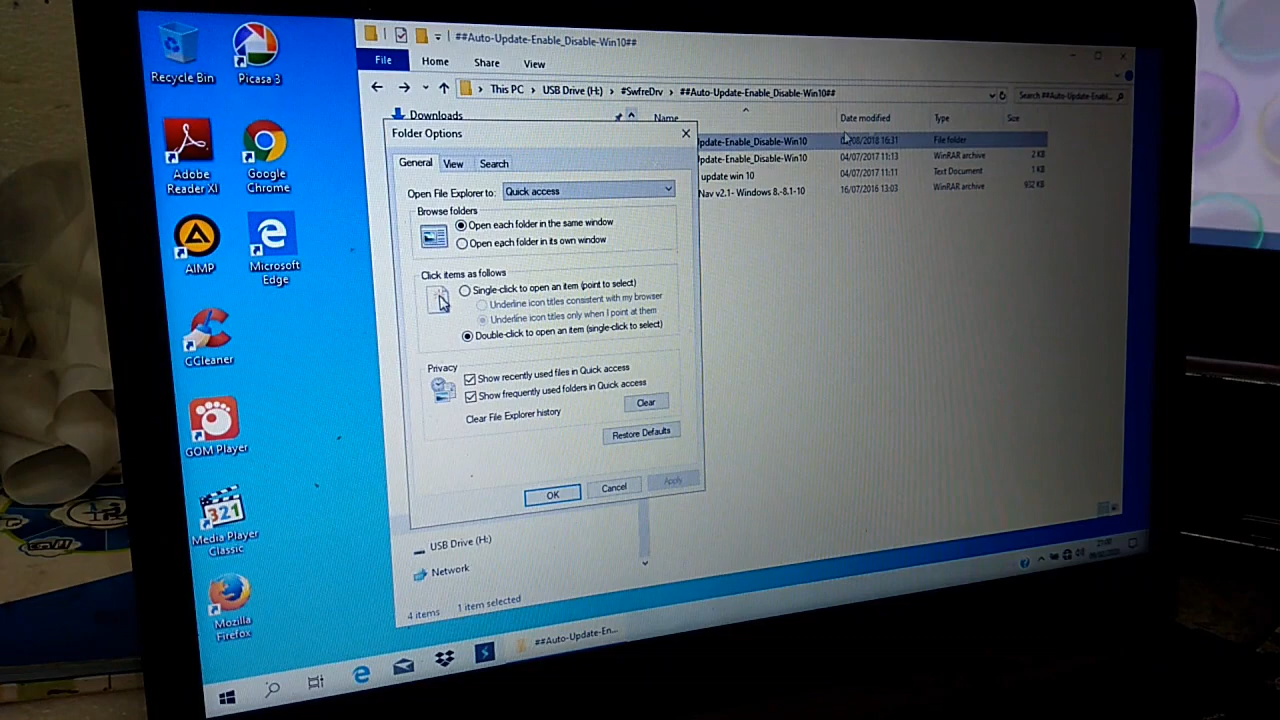 Recycle Bin
Picasa 3
Adobe
Reader XI
Google
Chrome
AIMP
Microsoft
Edge
CCleaner
GOM Player
321
Media Player
Classic
Mozilla
Firefox
##Auto-Update-Enable_Disable-Win10##
File Home Share View
This PC › USB Drive (H:) › #SwfreDrv › ##Auto-Update-Enable_Disable-Win10##
Downloads
Name Date modified Type Size
pdate-Enable_Disable-Win10 08/2018 16:31 File folder
pdate-Enable_Disable-Win10 04/07/2017 11:13 WinRAR archive 2 KB
update win 10 04/07/2017 11:11 Text Document 1 KB
Nav v2.1- Windows 8.-8.1-10 16/07/2016 13:03 WinRAR archive
Folder Options
General View Search
Open File Explorer to: Quick access
Browse folders
Open each folder in the same window
Open each folder in its own window
Click items as follows
Single-click to open an item (point to select)
Underline icon titles consistent with my browser
Underline icon titles only when I point at them
Double-click to open an item (single-click to select)
Privacy
Show recently used files in Quick access
Show frequently used folders in Quick access
Clear File Explorer history Clear
Restore Defaults
OK Cancel Apply
USB Drive (H:)
Network
4 items 1 item selected
##Auto-Update-En...